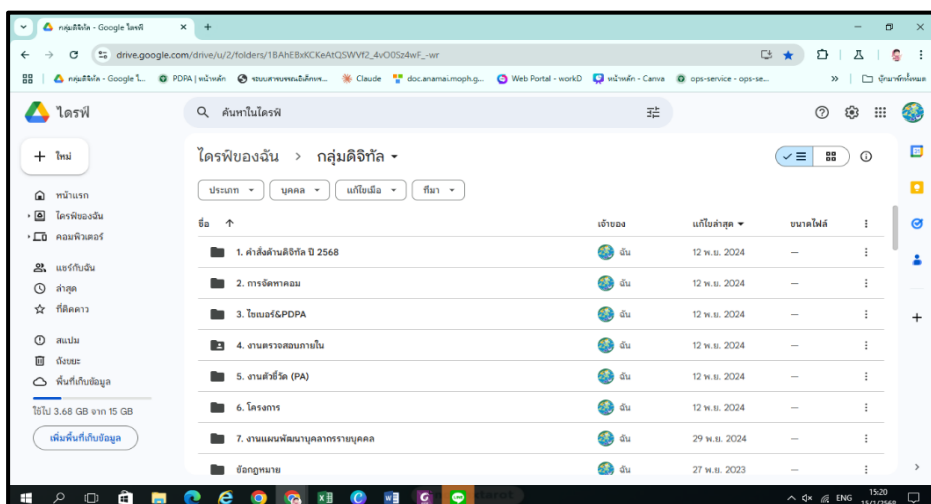 กลุ่มดิจิทัล - Google ไดรฟ์
drive.google.com/drive/u/2/folders/1BAhEBxKCKeAtQSWVf2_4vO0Sz4wF_-wr
กลุ่มดิจิทัล - Google ไ... PDPA | หน้าหลัก Claude doc.anamai.moph.g... Web Portal - workD หน้าหลัก - Canva ops-service - ops-se... » บุ๊กมาร์กทั้งหมด
ไดรฟ์
ค้นหาในไดรฟ์
ใหม่
หน้าแรก
ไดรฟ์ของฉัน
คอมพิวเตอร์
แชร์กับฉัน
ล่าสุด
ที่ติดดาว
สแปม
ถังขยะ
พื้นที่เก็บข้อมูล
ใช้ไป 3.68 GB จาก 15 GB
เพิ่มพื้นที่เก็บข้อมูล
ไดรฟ์ของฉัน > กลุ่มดิจิทัล
ประเภท บุคคล แก้ไขเมื่อ ที่มา
ชื่อ เจ้าของ แก้ไขล่าสุด ขนาดไฟล์
1. คำสั่งด้านดิจิทัล ปี 2568 ฉัน 12 พ.ย. 2024 —
2. การจัดหาคอม ฉัน 12 พ.ย. 2024 —
3. ไซเบอร์&PDPA ฉัน 12 พ.ย. 2024 —
4. งานตรวจสอบภายใน ฉัน 12 พ.ย. 2024 —
5. งานตัวชี้วัด (PA) ฉัน 12 พ.ย. 2024 —
6. โครงการ ฉัน 12 พ.ย. 2024 —
7. งานแผนพัฒนาบุคลากรรายบุคคล ฉัน 29 พ.ย. 2024 —
ข้อกฎหมาย ฉัน 27 พ.ย. 2023 —
ENG
15:20
15/1/2568